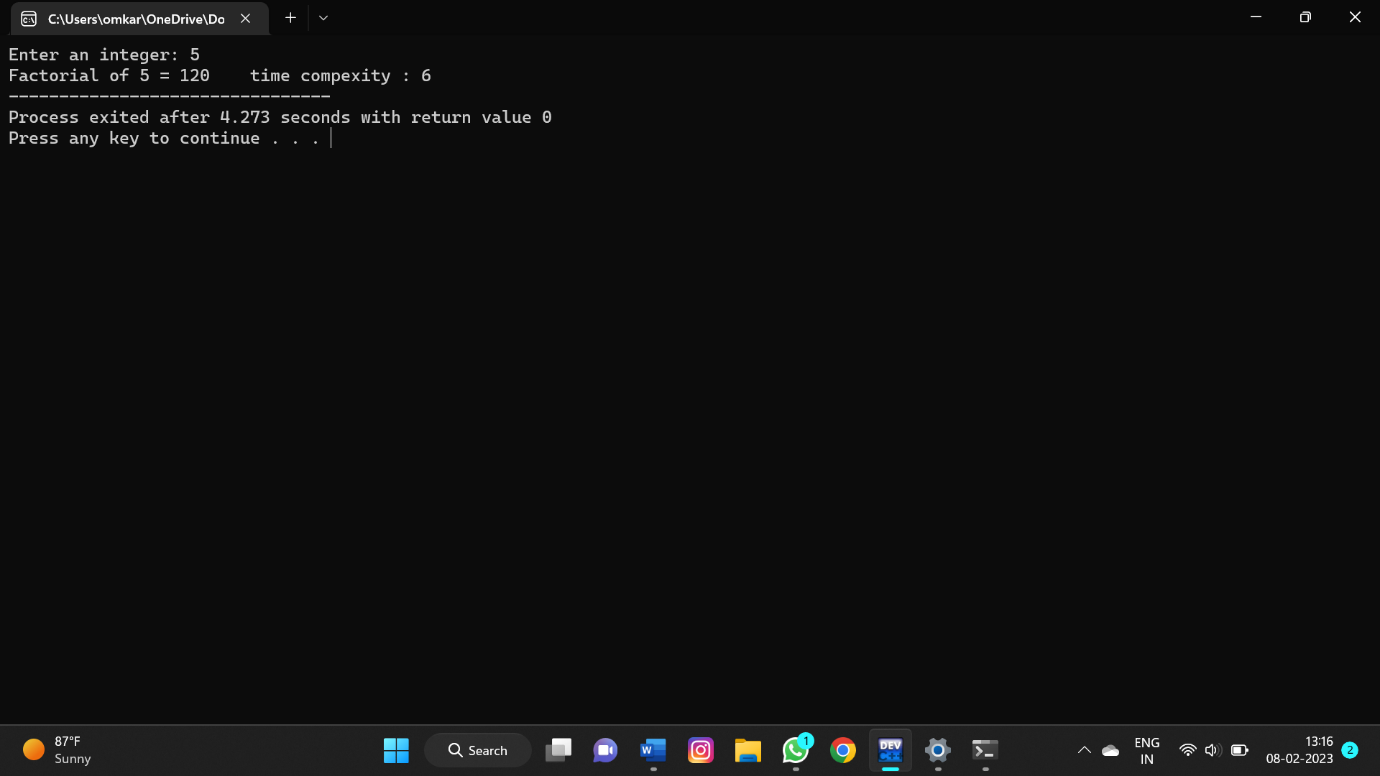 C:\Users\omkar\OneDrive\Do
Enter an integer: 5
Factorial of 5 = 120    time compexity : 6
--------------------------------
Process exited after 4.273 seconds with return value 0
Press any key to continue . . .
87°F
Sunny
Search
W
1
DEV
C++
ENG
IN
13:16
08-02-2023
2